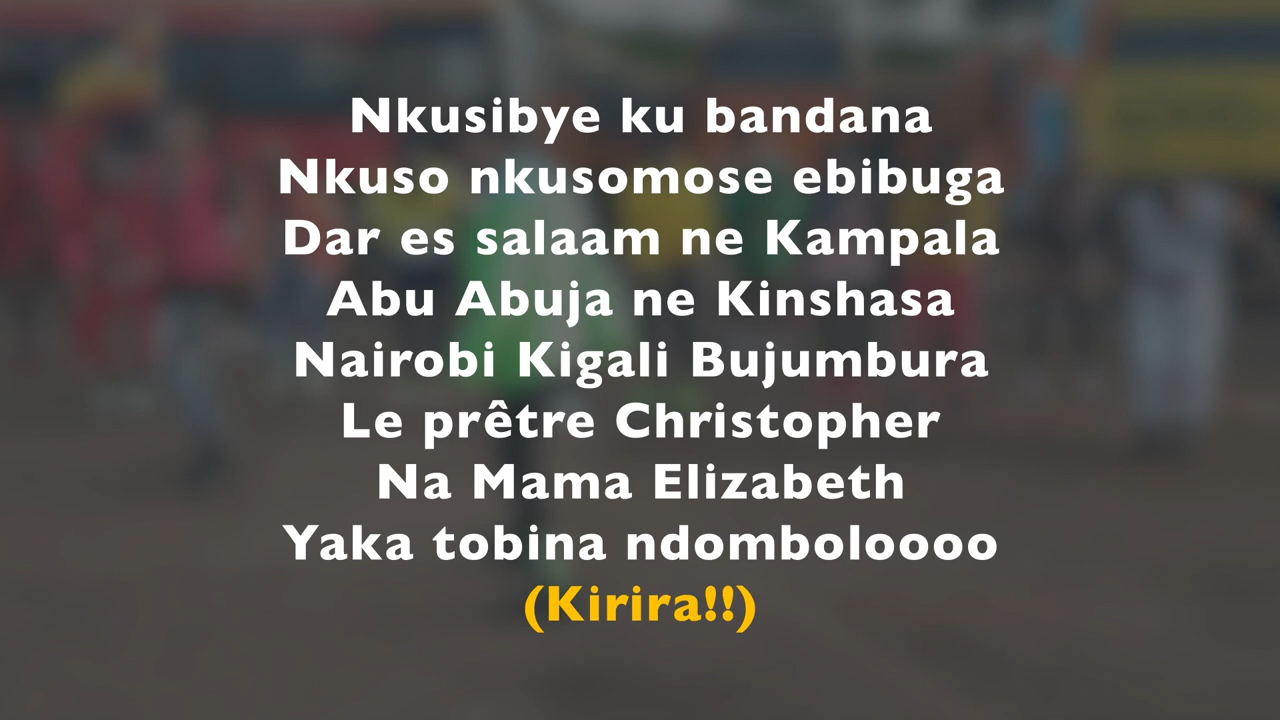 Nkusibye ku bandana
Nkuso nkusomose ebibuga
Dar es salaam ne Kampala
Abu Abuja ne Kinshasa
Nairobi Kigali Bujumbura
Le prêtre Christopher
Na Mama Elizabeth
Yaka tobina ndomboloooo
(Kirira!!)